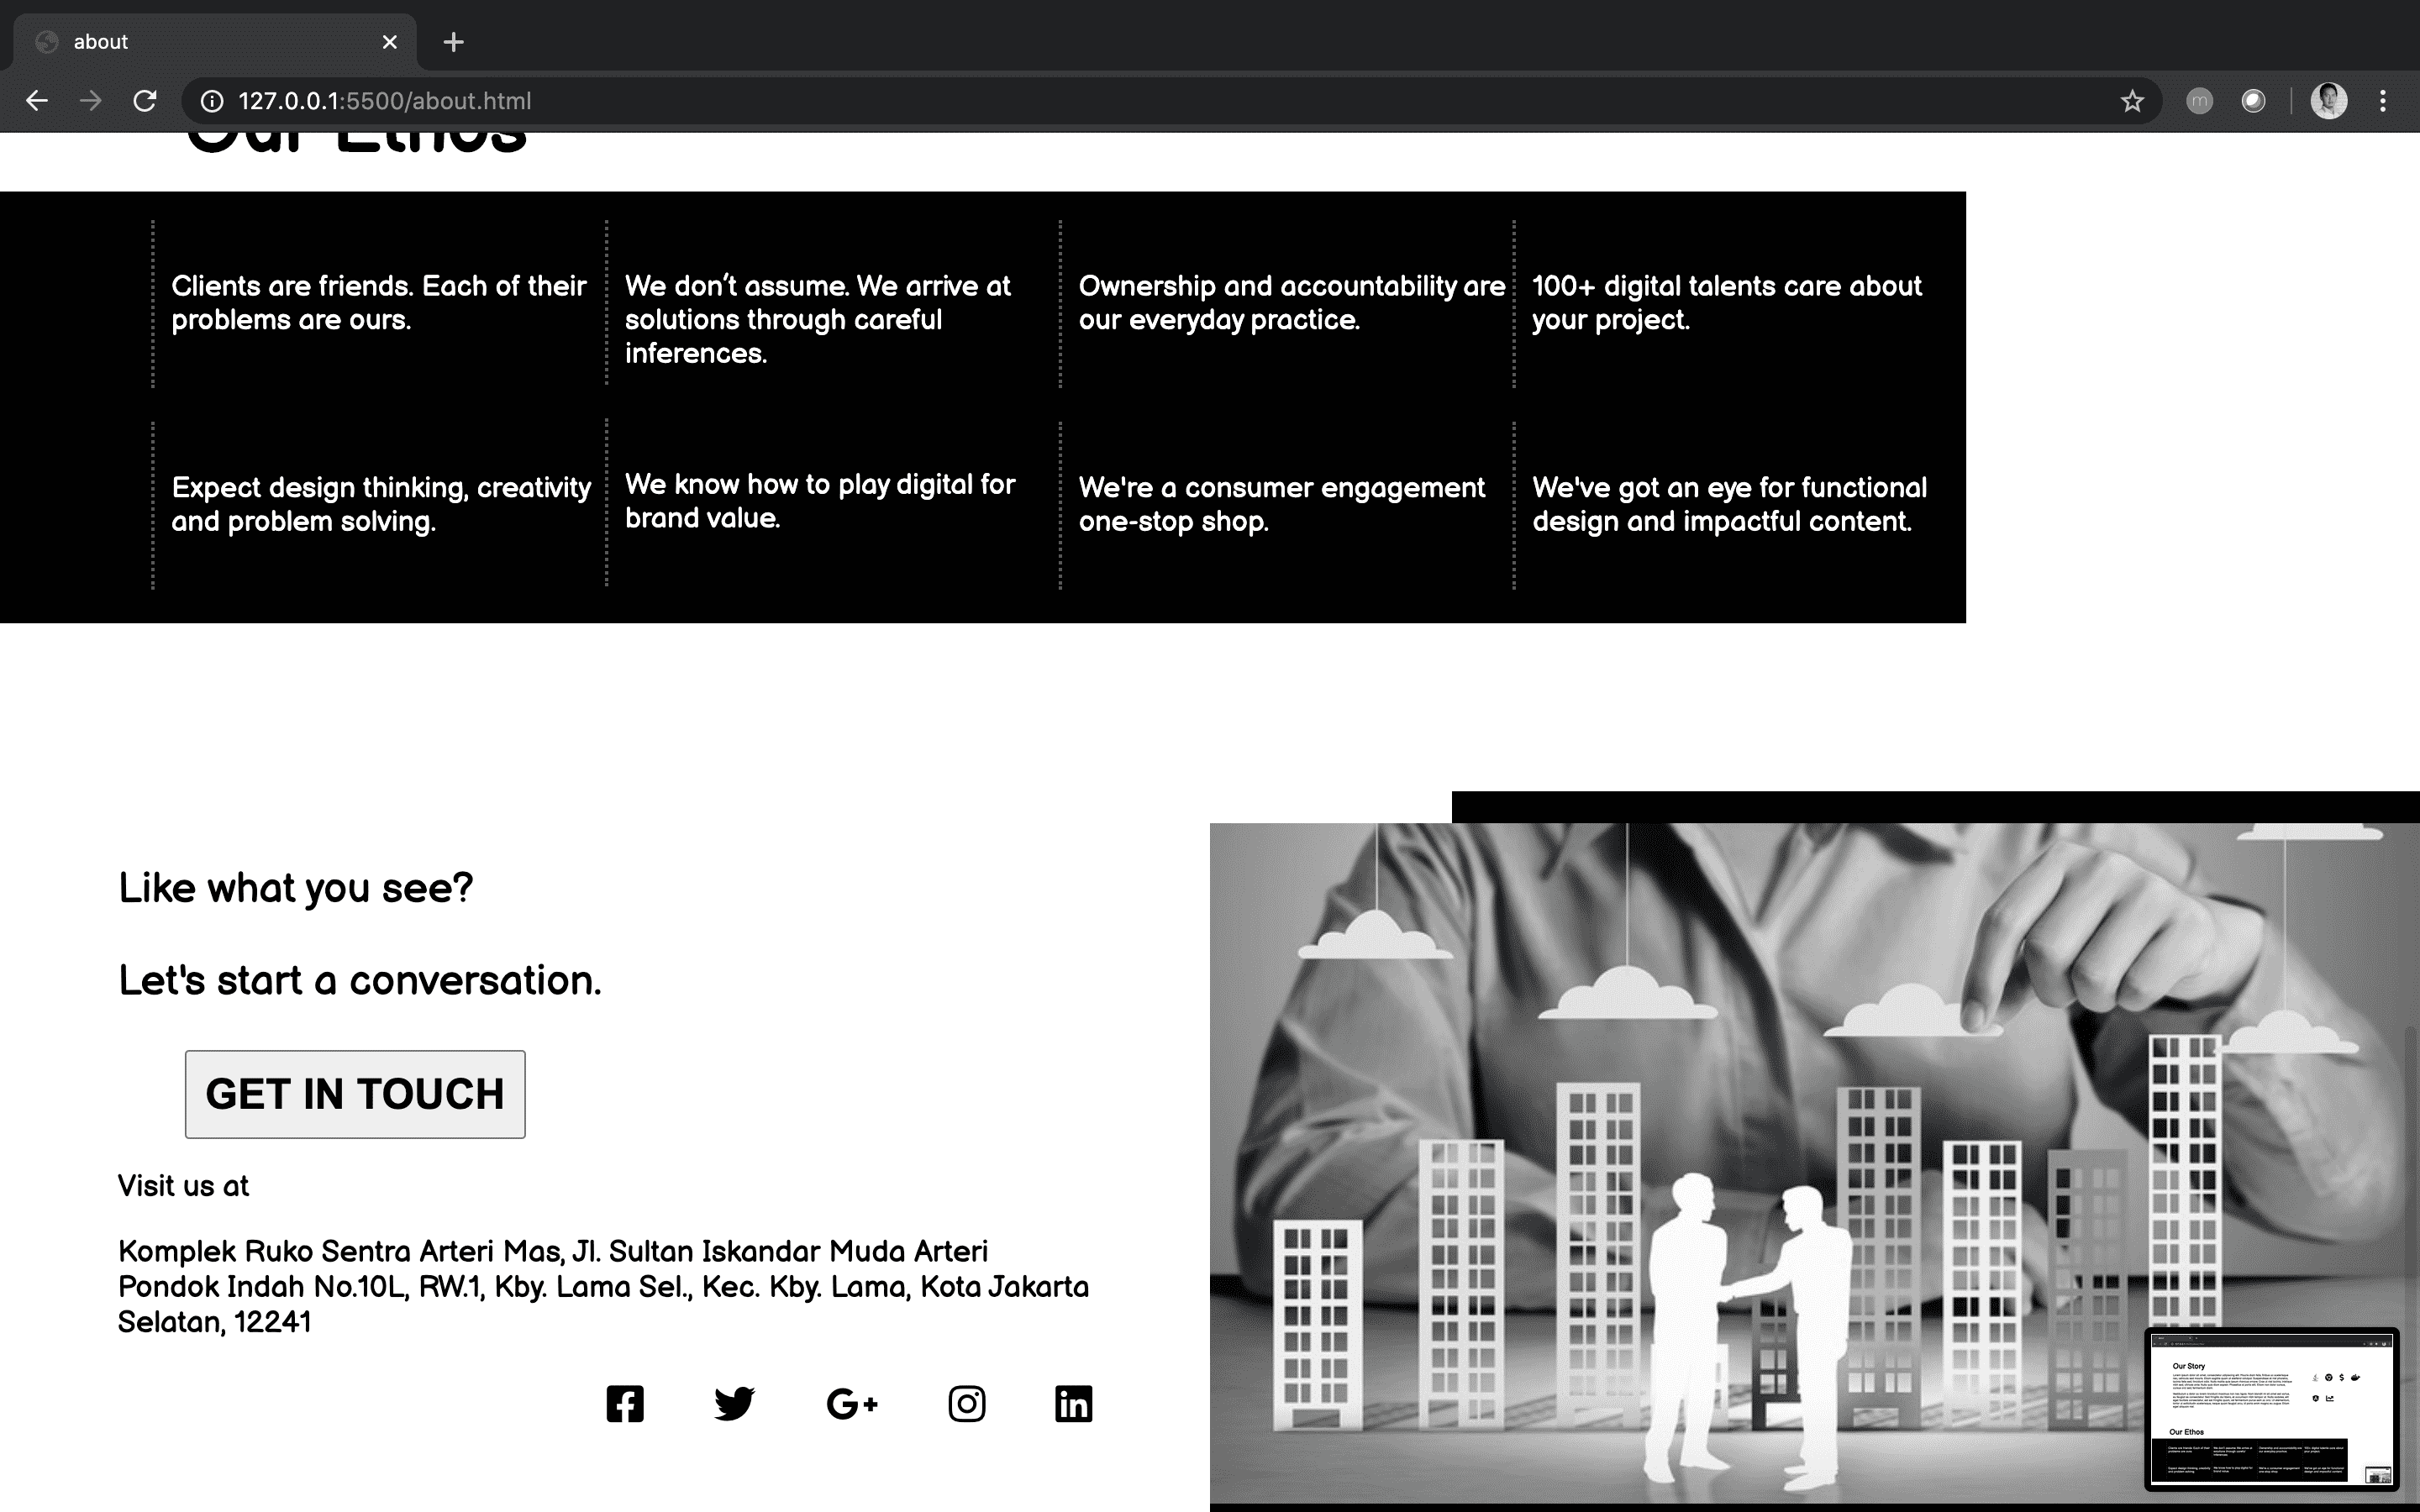 about
127.0.0.1:5500/about.html
m
Our Ethos
Clients are friends. Each of their
problems are ours.
We don't assume. We arrive at
solutions through careful
inferences.
Ownership and accountability are
our everyday practice.
100+ digital talents care about
your project.
Expect design thinking, creativity
and problem solving.
We know how to play digital for
brand value.
We're a consumer engagement
one-stop shop.
We've got an eye for functional
design and impactful content.
Like what you see?
Let's start a conversation.
GET IN TOUCH
Visit us at
Komplek Ruko Sentra Arteri Mas, Jl. Sultan Iskandar Muda Arteri
Pondok Indah No.10L, RW.1, Kby. Lama Sel., Kec. Kby. Lama, Kota Jakarta
Selatan, 12241
G+
in
Our Story
Our Ethos